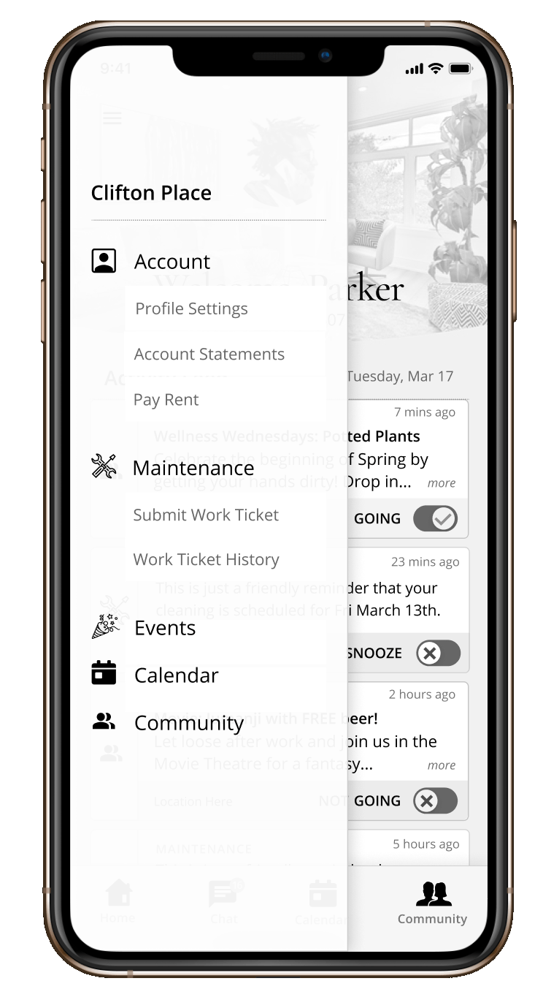 9:41
Clifton Place
Account
Welcome Parker
Profile Settings
07
Account Statements
Tuesday, Mar 17
Pay Rent
7 mins ago
Wellness Wednesdays: Potted Plants
Celebrate the beginning of Spring by
getting your hands dirty! Drop in... more
Maintenance
Submit Work Ticket
GOING
Work Ticket History
23 mins ago
This is just a friendly reminder that your
cleaning is scheduled for Fri March 13th.
Events
SNOOZE
Calendar
2 hours ago
Movie: Jumanji with FREE beer!
Community
Let loose after work and join us in the
Movie Theatre for a fantasy... more
Location Here
NOT GOING
5 hours ago
MAINTENANCE
Home
Chat
Calendar
Community